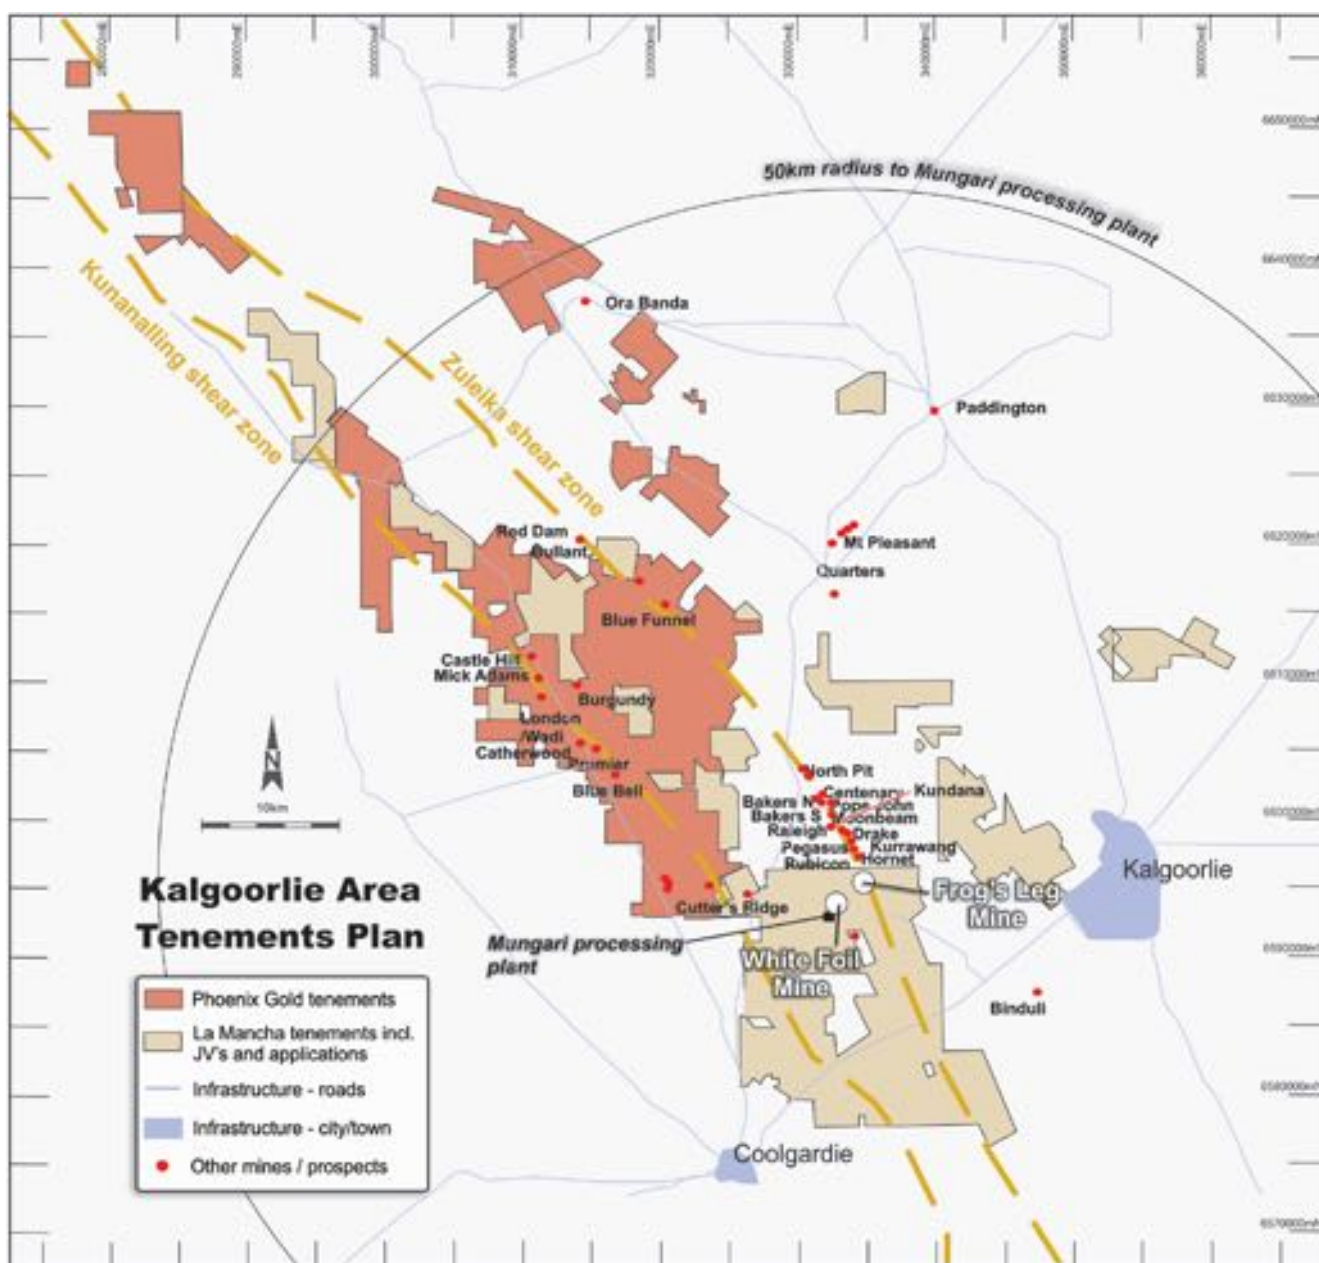 50km radius to Mungari processing plant
6640000mN
Ora Banda
Kunanalling shear zone
Zuleika shear zone
Paddington
Red Dam
Bullant
Mt Pleasant
Quarters
Blue Funnel
Castle Hill
Mick Adams
Burgundy
London
/Wadi
Catherwood
Premier
Blue Bell
North Pit
Centenary
Kundana
Bakers N
Pope John
Bakers S
Moonbeam
Raleigh
Drake
Pegasus
Kurrawang
Rubicon
Hornet
N
10km
Kalgoorlie
Frog's Leg
Mine
Cutter's Ridge
Kalgoorlie Area
Tenements Plan
Mungari processing
plant
White Foil
Mine
Binduli
Phoenix Gold tenements
La Mancha tenements incl.
JV's and applications
Infrastructure - roads
Infrastructure - city/town
Other mines / prospects
Coolgardie